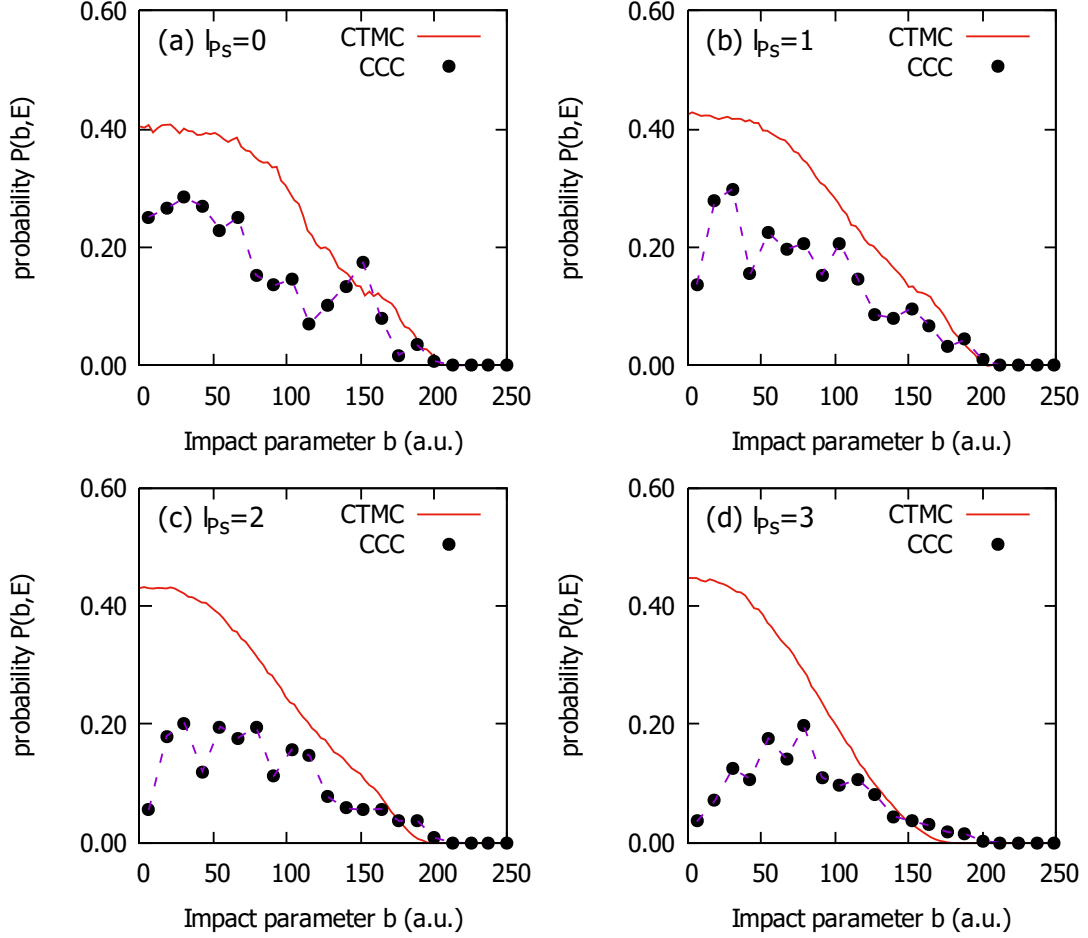 (a) lPs=0
CTMC
CCC
probability P(b,E)
0.60
0.40
0.20
0.00
0 50 100 150 200 250
Impact parameter b (a.u.)
(b) lPs=1
CTMC
CCC
probability P(b,E)
0.60
0.40
0.20
0.00
0 50 100 150 200 250
Impact parameter b (a.u.)
(c) lPs=2
CTMC
CCC
probability P(b,E)
0.60
0.40
0.20
0.00
0 50 100 150 200 250
Impact parameter b (a.u.)
(d) lPs=3
CTMC
CCC
probability P(b,E)
0.60
0.40
0.20
0.00
0 50 100 150 200 250
Impact parameter b (a.u.)